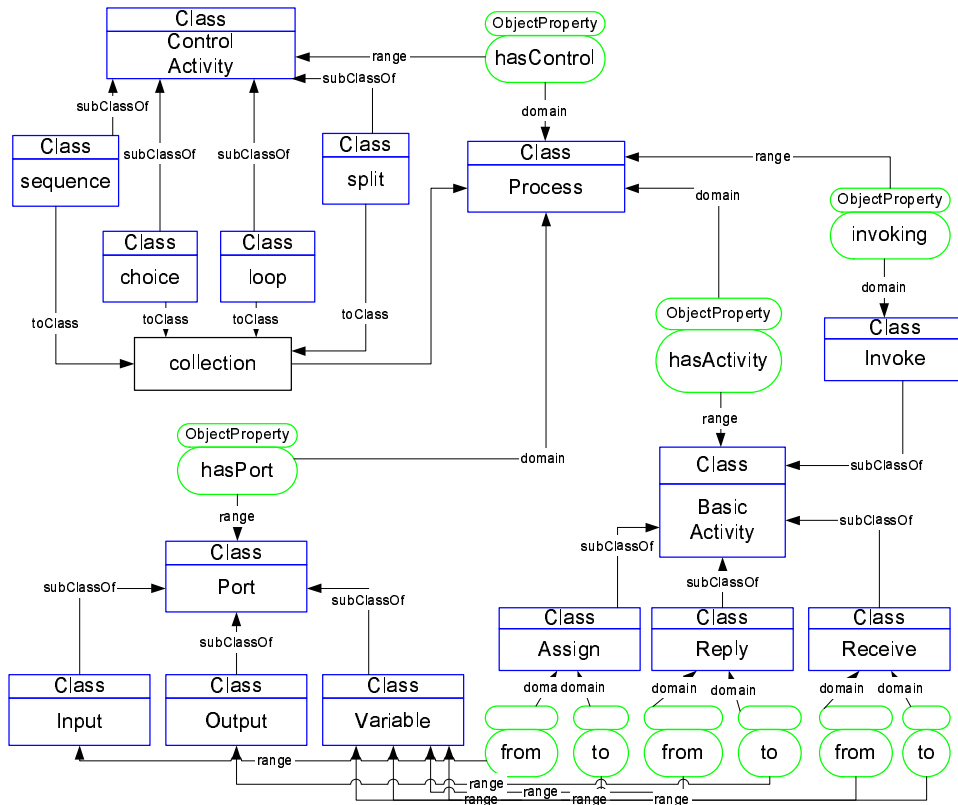 Class
Control
Activity
ObjectProperty
hasControl
range
subClassOf
domain
subClassOf
Class
sequence
subClassOf
subClassOf
Class
split
Class
Process
range
domain
ObjectProperty
invoking
domain
Class
choice
Class
loop
toClass
toClass
toClass
toClass
collection
ObjectProperty
hasActivity
range
Class
Invoke
subClassOf
ObjectProperty
hasPort
domain
range
Class
Basic
Activity
subClassOf
subClassOf
subClassOf
Class
Port
subClassOf
subClassOf
subClassOf
Class
Assign
Class
Reply
Class
Receive
Class
Input
Class
Output
Class
Variable
doma
domain
domain
domain
domain
domain
from
to
from
to
from
to
range
range
range
range
range
range